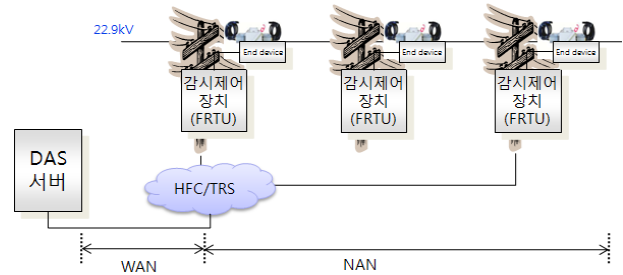 22.9kV
End device
End device
End device
감시제어
장치
(FRTU)
감시제어
장치
(FRTU)
감시제어
장치
(FRTU)
DAS
서버
HFC/TRS
WAN
NAN